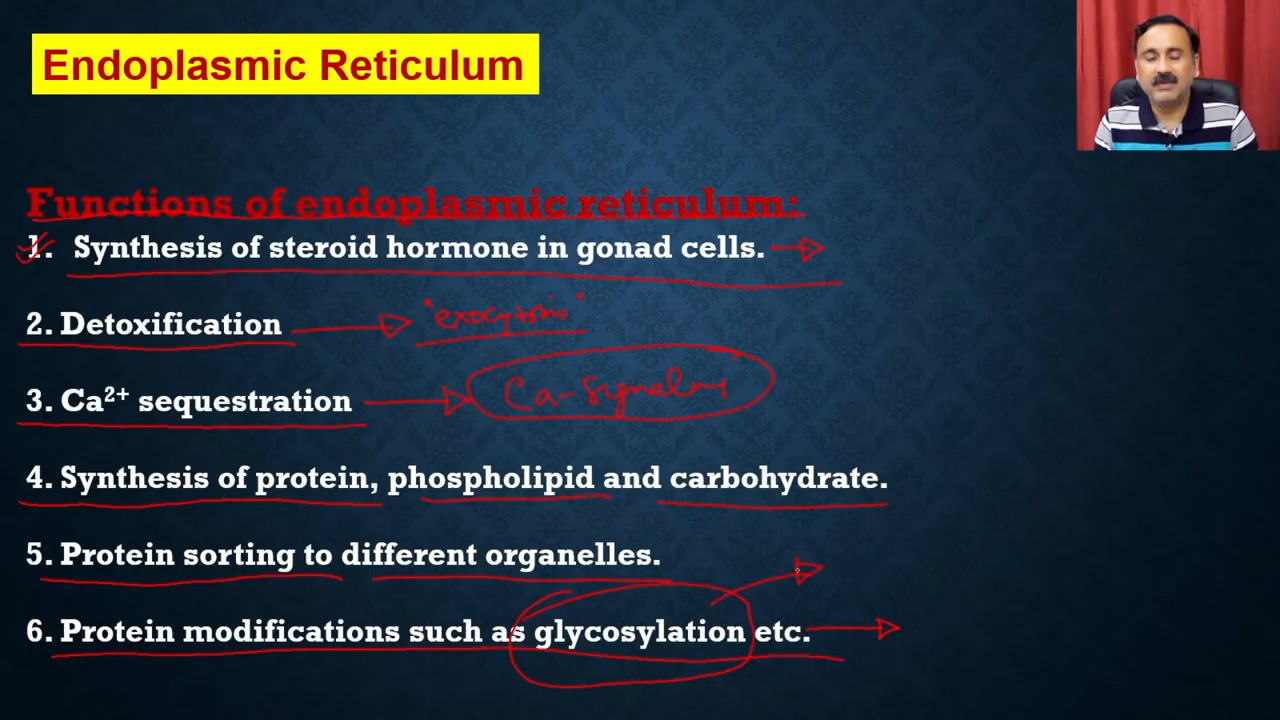 Endoplasmic Reticulum
Functions of endoplasmic reticulum:
1. Synthesis of steroid hormone in gonad cells.
2. Detoxification "exocytosis"
3. Ca²⁺ sequestration Ca-signaling
4. Synthesis of protein, phospholipid and carbohydrate.
5. Protein sorting to different organelles.
6. Protein modifications such as glycosylation etc.